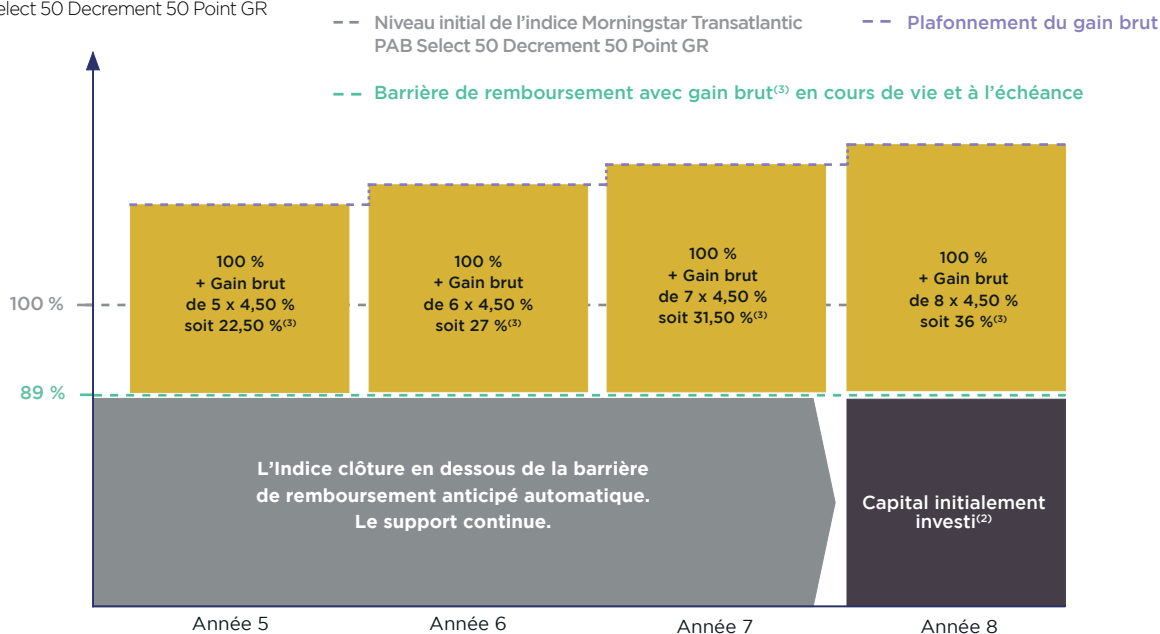 elect 50 Decrement 50 Point GR
Niveau initial de l’indice Morningstar Transatlantic
PAB Select 50 Decrement 50 Point GR
Plafonnement du gain brut
Barrière de remboursement avec gain brut⁽³⁾ en cours de vie et à l’échéance
100 %
+ Gain brut
de 5 x 4,50 %
soit 22,50 %⁽³⁾
100 %
+ Gain brut
de 6 x 4,50 %
soit 27 %⁽³⁾
100 %
+ Gain brut
de 7 x 4,50 %
soit 31,50 %⁽³⁾
100 %
+ Gain brut
de 8 x 4,50 %
soit 36 %⁽³⁾
100 %
89 %
L’Indice clôture en dessous de la barrière
de remboursement anticipé automatique.
Le support continue.
Capital initialement
investi⁽²⁾
Année 5
Année 6
Année 7
Année 8